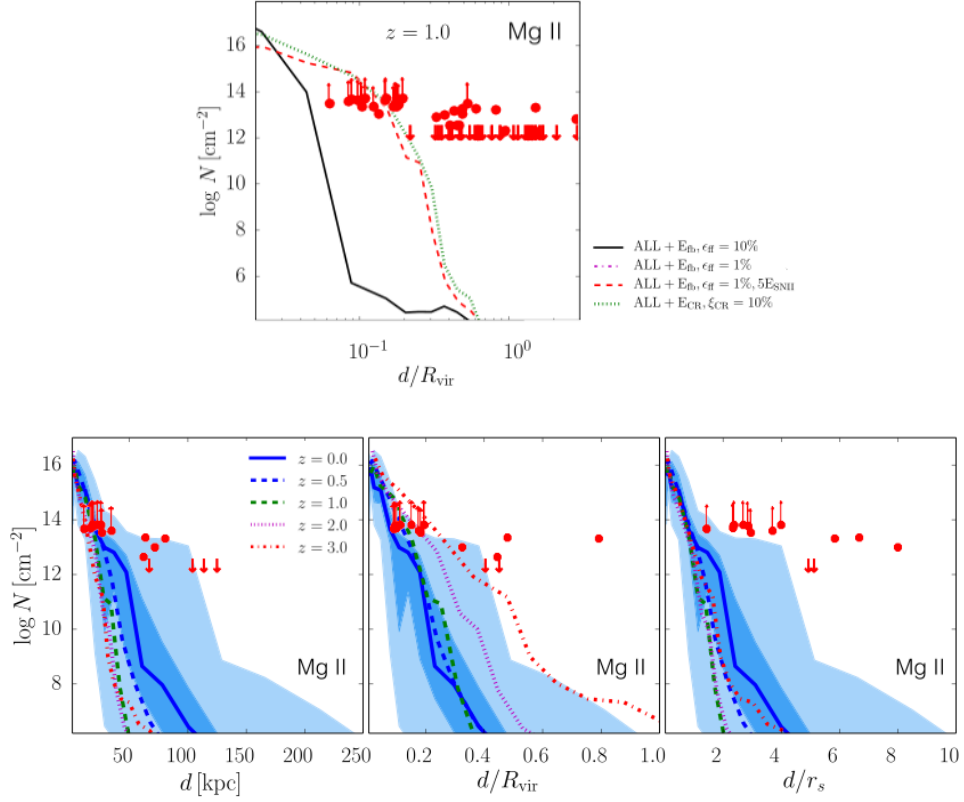 z = 1.0 Mg II
16
14
12
10
8
6
log N [cm⁻²]
10⁻¹ 10⁰
d/R_vir
ALL + E_fb, ϵ_ff = 10%
ALL + E_fb, ϵ_ff = 1%
ALL + E_fb, ϵ_ff = 1%, 5E_SNII
ALL + E_CR, ξ_CR = 10%
16
14
12
10
8
log N [cm⁻²]
z = 0.0
z = 0.5
z = 1.0
z = 2.0
z = 3.0
Mg II Mg II Mg II
50 100 150 200 250 0.2 0.4 0.6 0.8 1.0 2 4 6 8 10
d [kpc] d/R_vir d/r_s